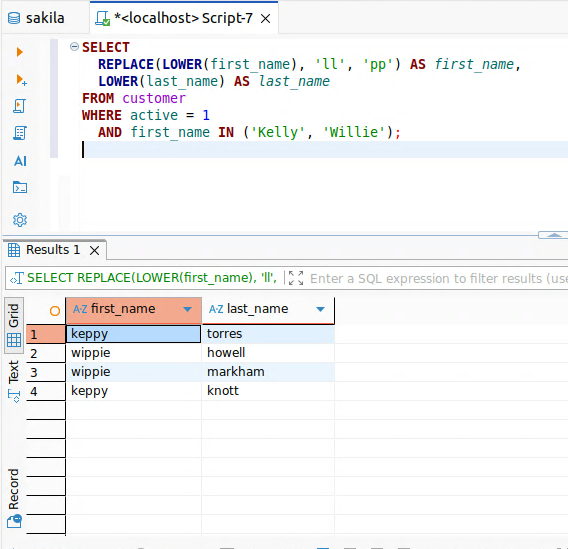 sakila
*<localhost> Script-7
SELECT
REPLACE(LOWER(first_name), 'll', 'pp') AS first_name,
LOWER(last_name) AS last_name
FROM customer
WHERE active = 1
AND first_name IN ('Kelly', 'Willie');
AI
Results 1
SELECT REPLACE(LOWER(first_name), 'll',
Enter a SQL expression to filter results (use
Grid
Text
Record
A-Z first_name A-Z last_name
1 keppy torres
2 wippie howell
3 wippie markham
4 keppy knott